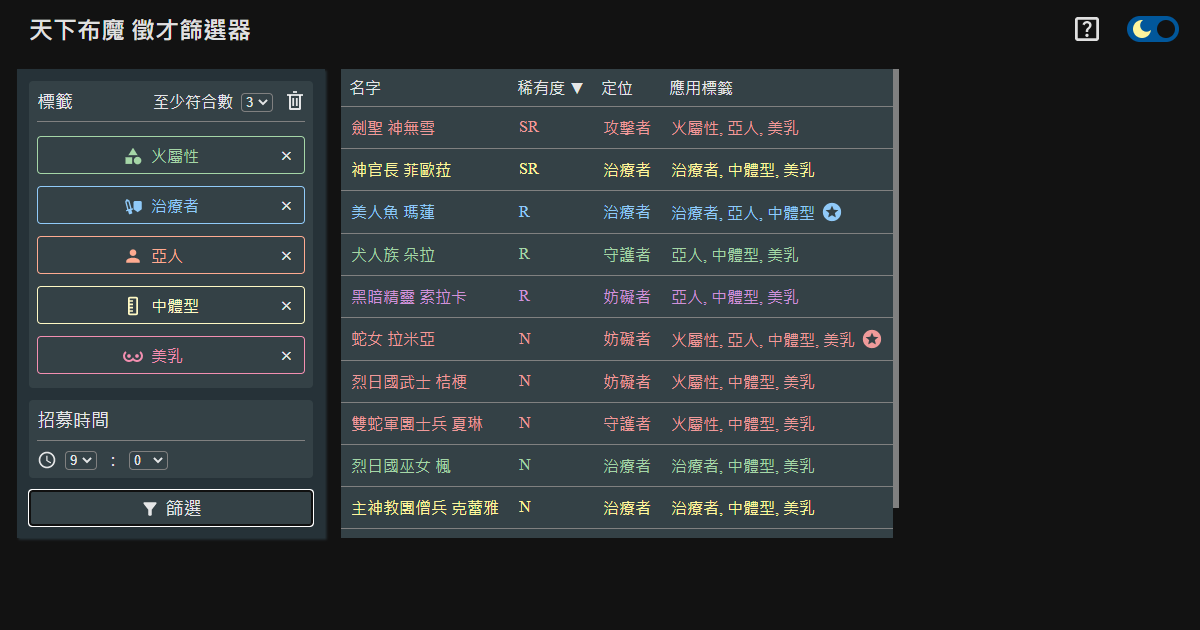 天下布魔 徵才篩選器
標籤 至少符合數 3
火屬性 ×
治療者 ×
亞人 ×
中體型 ×
美乳 ×
招募時間
9 : 0
篩選
名字 稀有度 ▼ 定位 應用標籤
劍聖 神無雪 SR 攻擊者 火屬性, 亞人, 美乳
神官長 菲歐菈 SR 治療者 治療者, 中體型, 美乳
美人魚 瑪蓮 R 治療者 治療者, 亞人, 中體型
犬人族 朵拉 R 守護者 亞人, 中體型, 美乳
黑暗精靈 索拉卡 R 妨礙者 亞人, 中體型, 美乳
蛇女 拉米亞 N 妨礙者 火屬性, 亞人, 中體型, 美乳
烈日國武士 桔梗 N 妨礙者 火屬性, 中體型, 美乳
雙蛇軍團士兵 夏琳 N 守護者 火屬性, 中體型, 美乳
烈日國巫女 楓 N 治療者 治療者, 中體型, 美乳
主神教團僧兵 克蕾雅 N 治療者 治療者, 中體型, 美乳